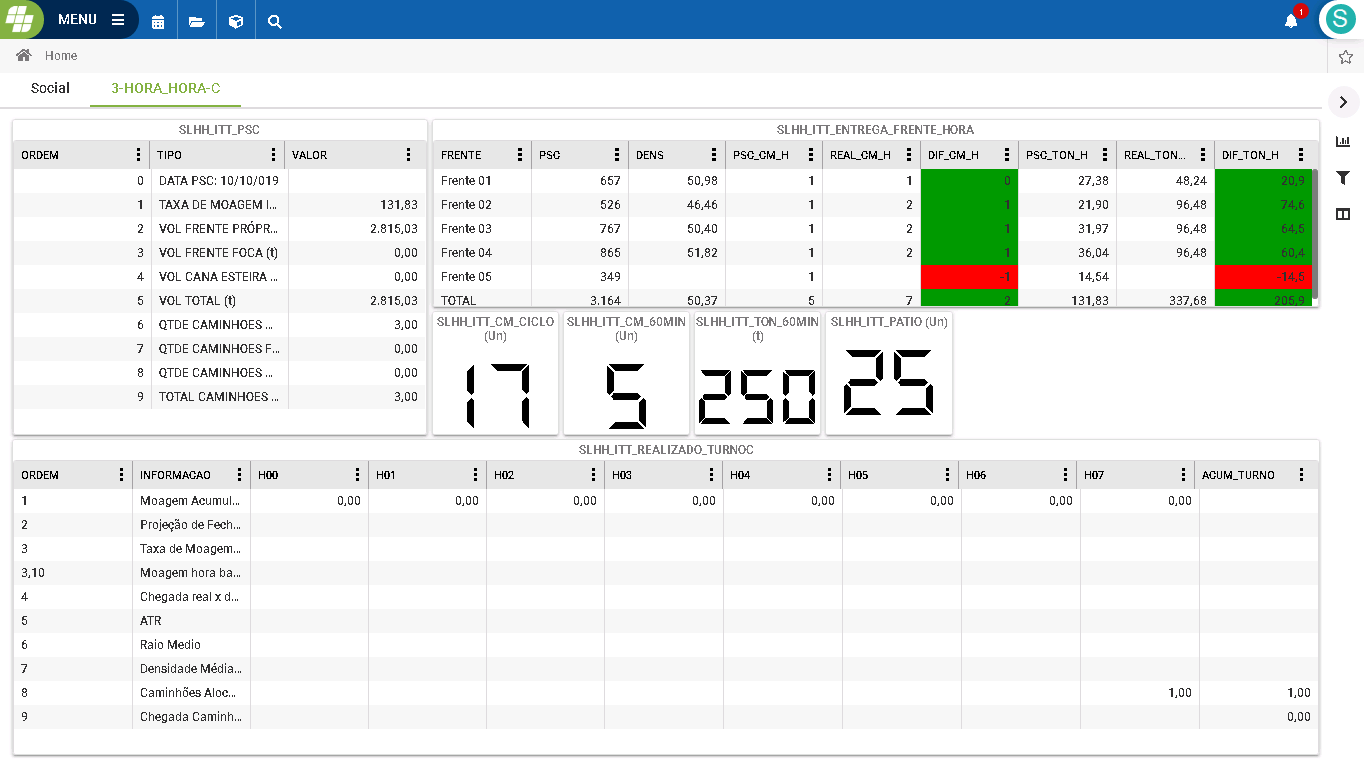 MENU
1
S
Home
Social 3-HORA_HORA-C
SLHH_ITT_PSC
ORDEM TIPO VALOR
0 DATA PSC: 10/10/019
1 TAXA DE MOAGEM I... 131,83
2 VOL FRENTE PRÓPR... 2.815,03
3 VOL FRENTE FOCA (t) 0,00
4 VOL CANA ESTEIRA ... 0,00
5 VOL TOTAL (t) 2.815,03
6 QTDE CAMINHOES ... 3,00
7 QTDE CAMINHOES F... 0,00
8 QTDE CAMINHOES ... 0,00
9 TOTAL CAMINHOES ... 3,00
SLHH_ITT_ENTREGA_FRENTE_HORA
FRENTE PSC DENS PSC_CM_H REAL_CM_H DIF_CM_H PSC_TON_H REAL_TON... DIF_TON_H
Frente 01 657 50,98 1 1 0 27,38 48,24 20,9
Frente 02 526 46,46 1 2 1 21,90 96,48 74,6
Frente 03 767 50,40 1 2 1 31,97 96,48 64,5
Frente 04 865 51,82 1 2 1 36,04 96,48 60,4
Frente 05 349 1 -1 14,54 -14,5
TOTAL 3.164 50,37 5 7 2 131,83 337,68 205,9
SLHH_ITT_CM_CICLO
(Un)
17
SLHH_ITT_CM_60MIN
(Un)
5
SLHH_ITT_TON_60MIN
(t)
250
SLHH_ITT_PATIO (Un)
25
SLHH_ITT_REALIZADO_TURNOC
ORDEM INFORMACAO H00 H01 H02 H03 H04 H05 H06 H07 ACUM_TURNO
1 Moagem Acumul... 0,00 0,00 0,00 0,00 0,00 0,00 0,00 0,00
2 Projeção de Fech...
3 Taxa de Moagem...
3,10 Moagem hora ba...
4 Chegada real x d...
5 ATR
6 Raio Medio
7 Densidade Média...
8 Caminhões Aloc... 1,00 1,00
9 Chegada Caminh... 0,00